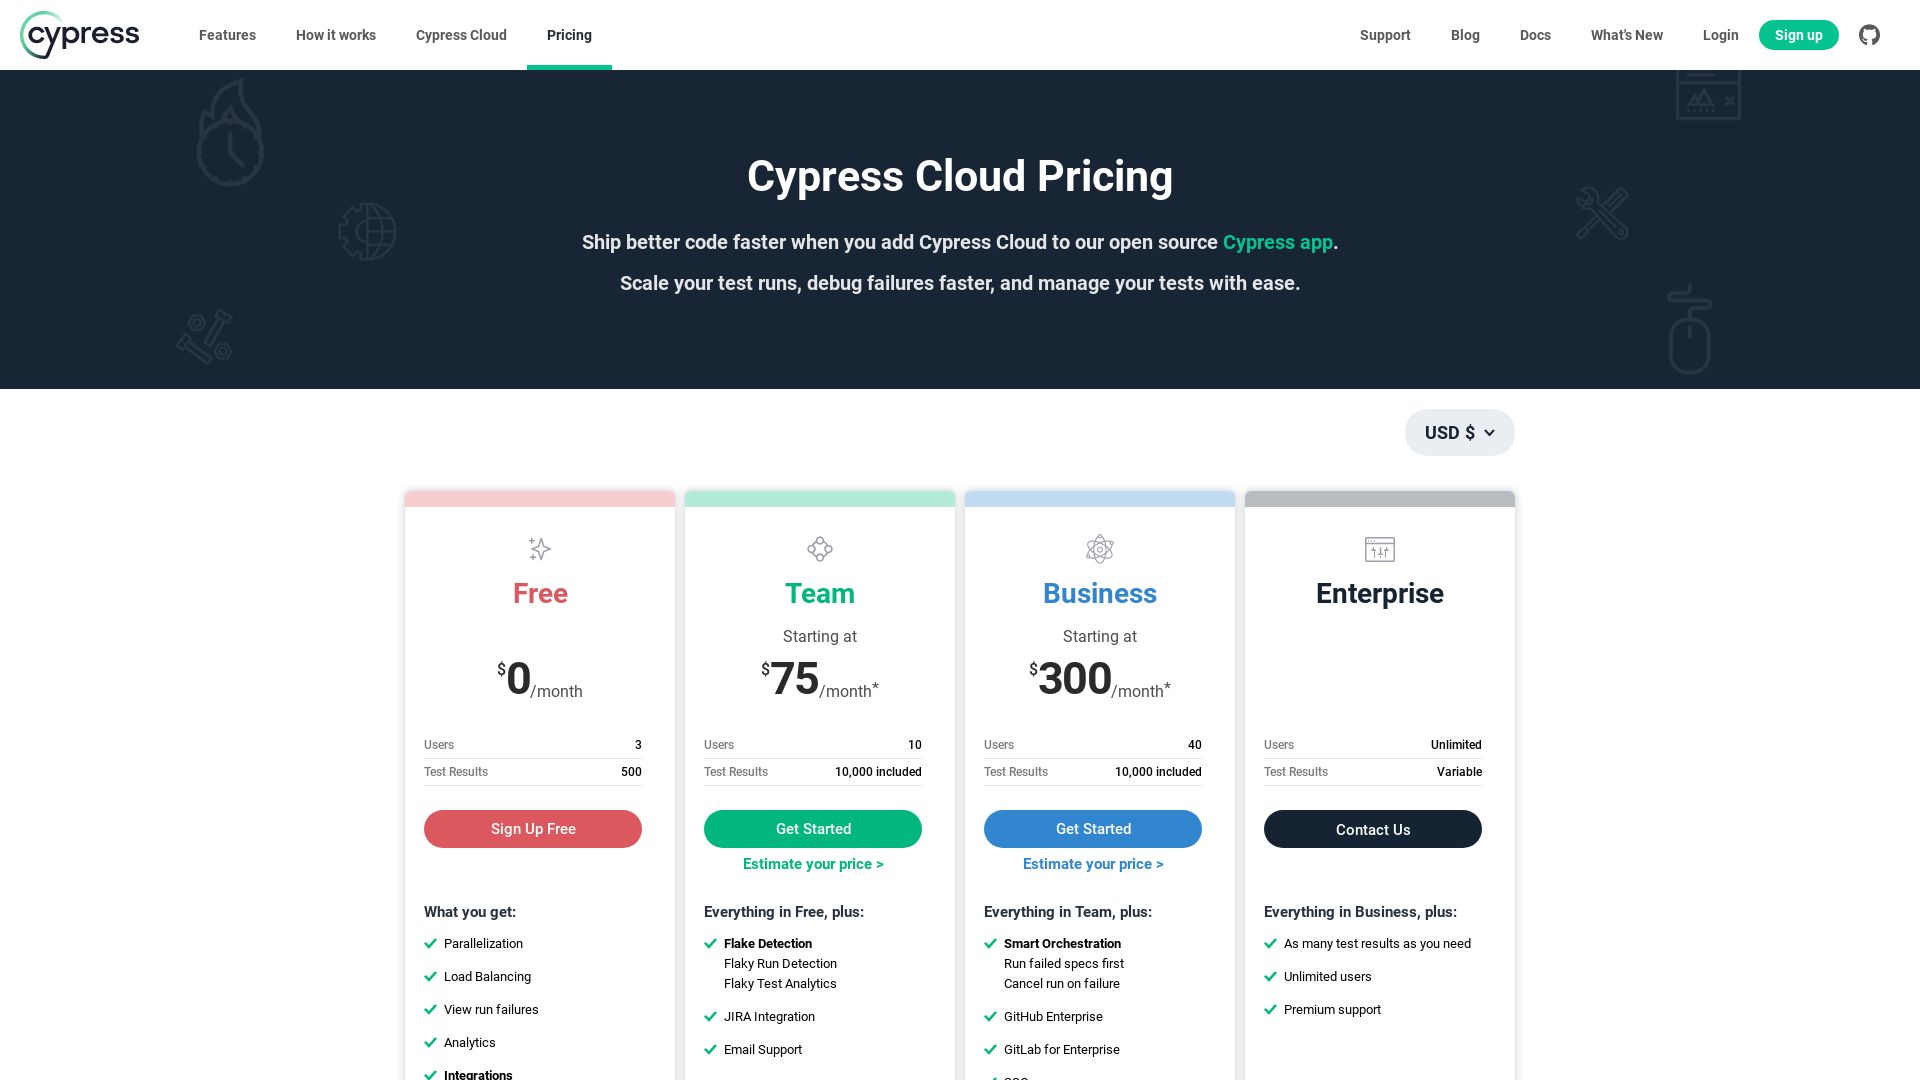 cypress
Features
How it works
Cypress Cloud
Pricing
Support
Blog
Docs
What's New
Login
Sign up
Cypress Cloud Pricing
Ship better code faster when you add Cypress Cloud to our open source Cypress app.
Scale your test runs, debug failures faster, and manage your tests with ease.
USD $
Free
$0/month
Users 3
Test Results 500
Sign Up Free
What you get:
Parallelization
Load Balancing
View run failures
Analytics
Integrations
Team
Starting at
$75/month*
Users 10
Test Results 10,000 included
Get Started
Estimate your price >
Everything in Free, plus:
Flake Detection
Flaky Run Detection
Flaky Test Analytics
JIRA Integration
Email Support
Business
Starting at
$300/month*
Users 40
Test Results 10,000 included
Get Started
Estimate your price >
Everything in Team, plus:
Smart Orchestration
Run failed specs first
Cancel run on failure
GitHub Enterprise
GitLab for Enterprise
Enterprise
Users Unlimited
Test Results Variable
Contact Us
Everything in Business, plus:
As many test results as you need
Unlimited users
Premium support